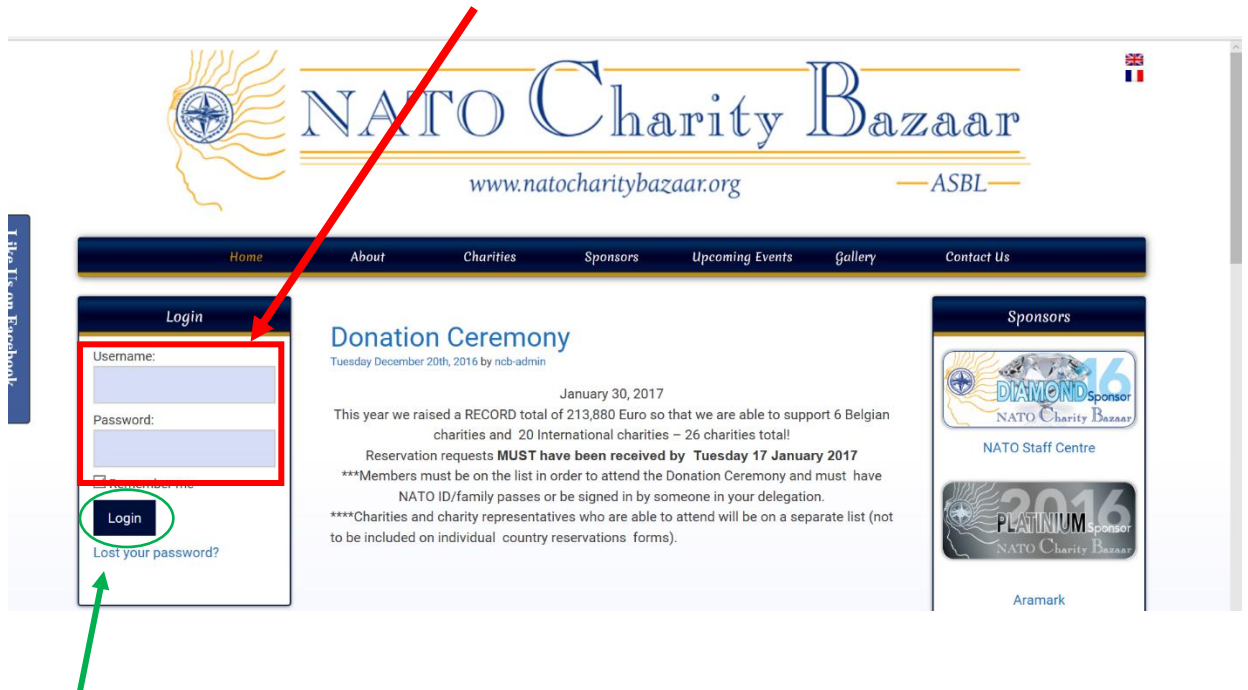 NATO Charity Bazaar
www.natocharitybazaar.org
ASBL
Like Us on Facebook
Home About Charities Sponsors Upcoming Events Gallery Contact Us
Login
Username:
Password:
Remember me
Login
Lost your password?
Donation Ceremony
Tuesday December 20th, 2016 by ncb-admin
January 30, 2017
This year we raised a RECORD total of 213,880 Euro so that we are able to support 6 Belgian
charities and 20 International charities – 26 charities total!
Reservation requests MUST have been received by Tuesday 17 January 2017
***Members must be on the list in order to attend the Donation Ceremony and must have
NATO ID/family passes or be signed in by someone in your delegation.
****Charities and charity representatives who are able to attend will be on a separate list (not
to be included on individual country reservations forms).
Sponsors
16
DIAMOND Sponsor
NATO Charity Bazaar
NATO Staff Centre
2016
PLATINIUM Sponsor
NATO Charity Bazaar
Aramark